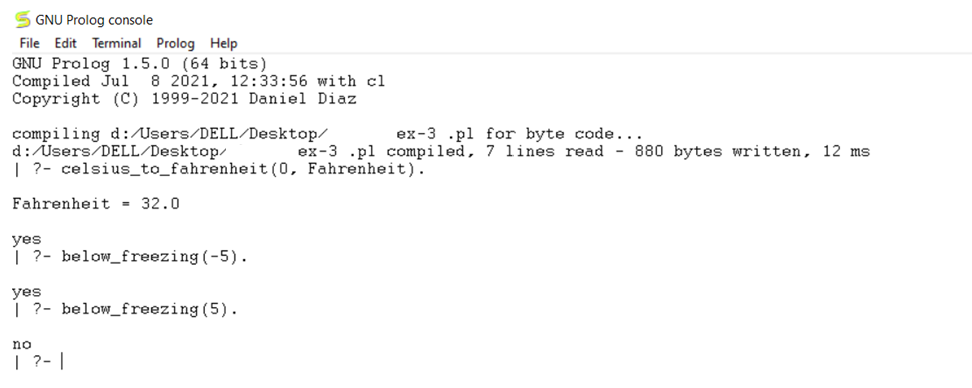 GNU Prolog console
File Edit Terminal Prolog Help
GNU Prolog 1.5.0 (64 bits)
Compiled Jul  8 2021, 12:33:56 with cl
Copyright (C) 1999-2021 Daniel Diaz
compiling d:/Users/DELL/Desktop/ ex-3 .pl for byte code...
d:/Users/DELL/Desktop/ ex-3 .pl compiled, 7 lines read - 880 bytes written, 12 ms
| ?- celsius_to_fahrenheit(0, Fahrenheit).
Fahrenheit = 32.0
yes
| ?- below_freezing(-5).
yes
| ?- below_freezing(5).
no
| ?-